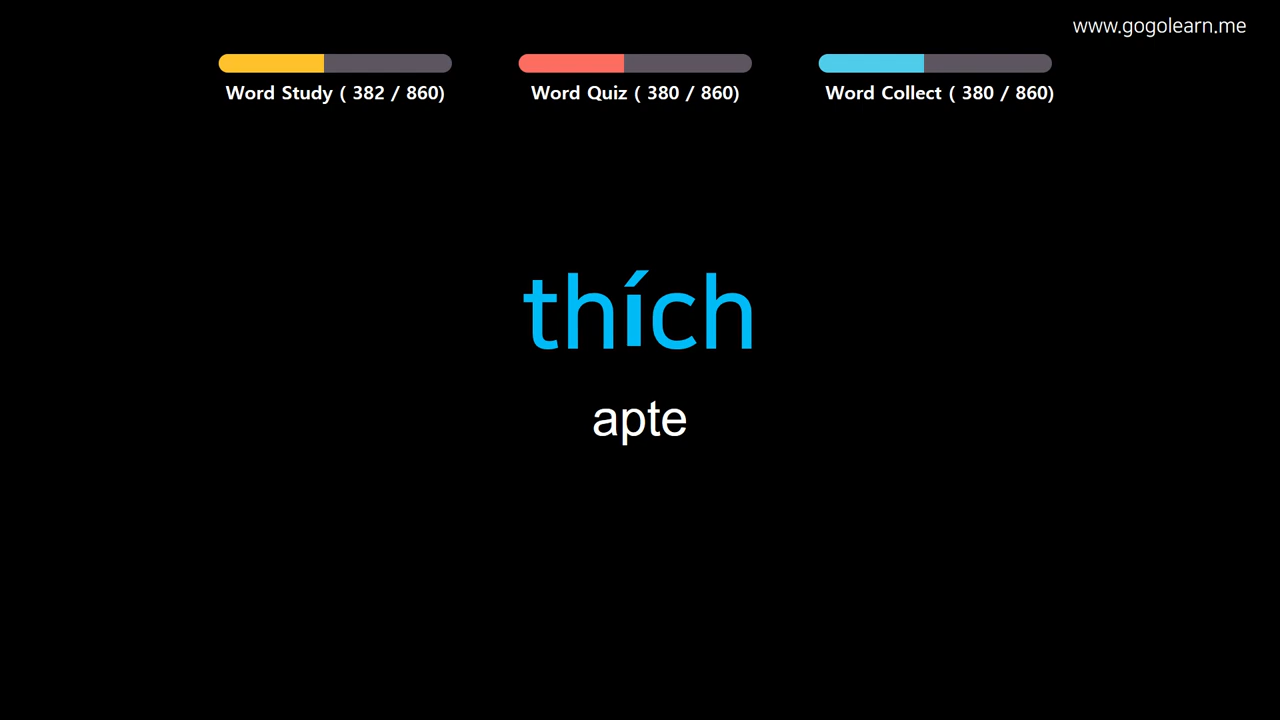 www.gogolearn.me
Word Study ( 382 / 860)
Word Quiz ( 380 / 860)
Word Collect ( 380 / 860)
thích
apte